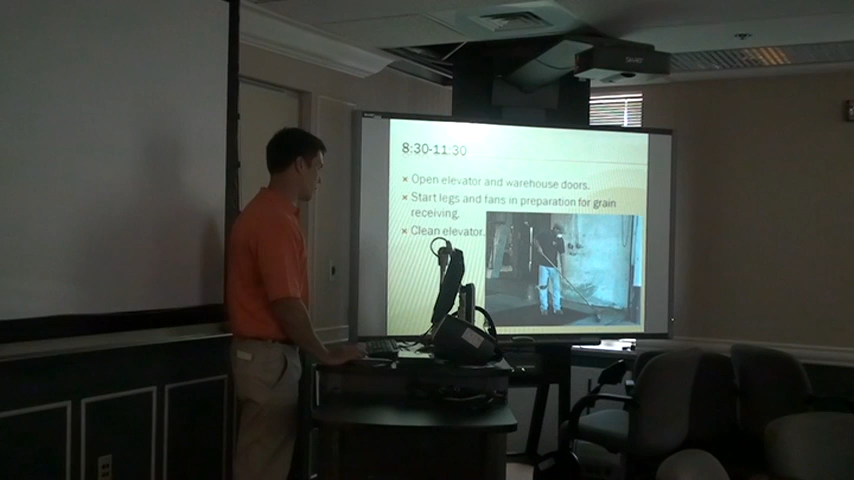 SMART
8:30-11:30
× Open elevator and warehouse doors.
× Start legs and fans in preparation for grain
receiving.
× Clean elevator.